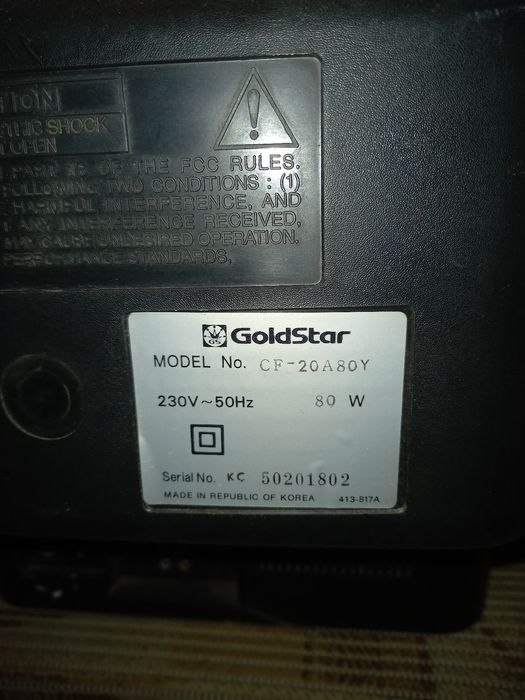 TION
TRIC SHOCK
T OPEN
PART 15 OF THE FCC RULES.
FOLLOWING TWO CONDITIONS : (1)
HARMFUL INTERFERENCE, AND
ANY INTERFERENCE RECEIVED,
MAY CAUSE UNDESIRED OPERATION.
PERFORMANCE STANDARDS,
GS GoldStar
MODEL No. CF-20A80Y
230V~50Hz 80 W
Serial No. KC 50201802
MADE IN REPUBLIC OF KOREA 413-817A